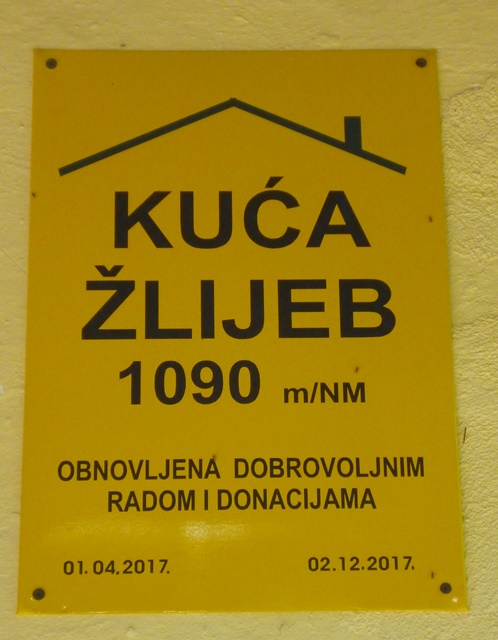 KUĆA
ŽLIJEB
1090 m/NM
OBNOVLJENA DOBROVOLJNIM
RADOM I DONACIJAMA
01.04.2017. 02.12.2017.